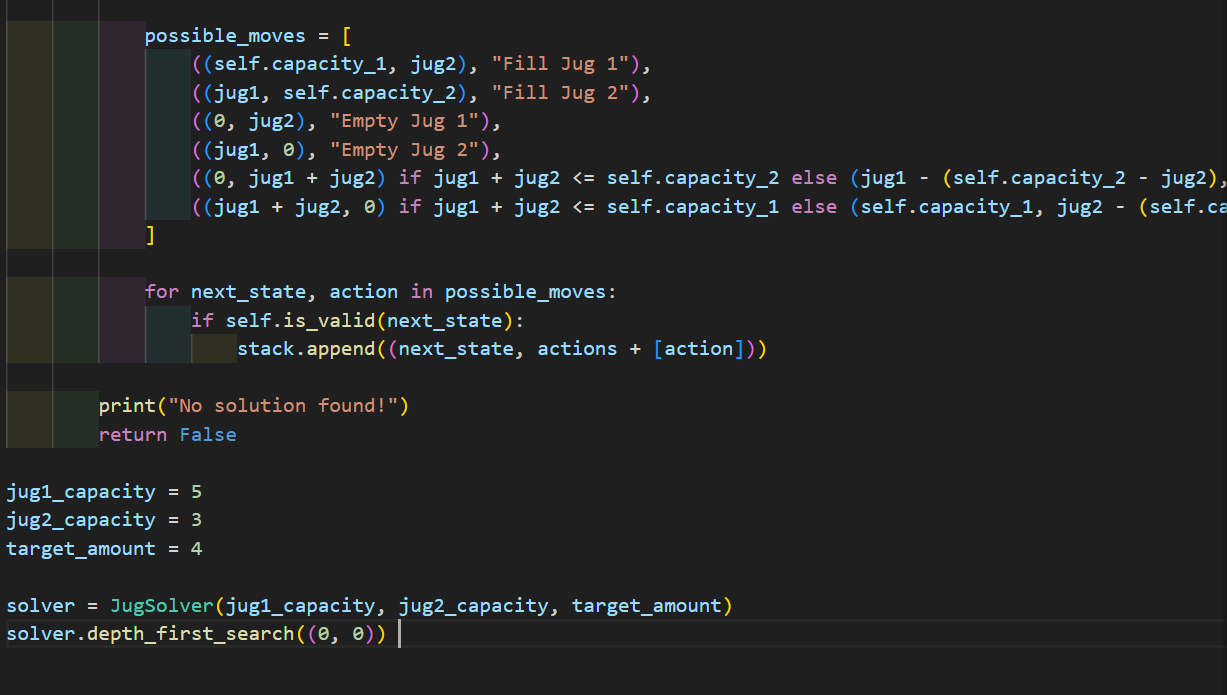 possible_moves = [
((self.capacity_1, jug2), "Fill Jug 1"),
((jug1, self.capacity_2), "Fill Jug 2"),
((0, jug2), "Empty Jug 1"),
((jug1, 0), "Empty Jug 2"),
((0, jug1 + jug2) if jug1 + jug2 <= self.capacity_2 else (jug1 - (self.capacity_2 - jug2),
((jug1 + jug2, 0) if jug1 + jug2 <= self.capacity_1 else (self.capacity_1, jug2 - (self.ca
]
for next_state, action in possible_moves:
if self.is_valid(next_state):
stack.append((next_state, actions + [action]))
print("No solution found!")
return False
jug1_capacity = 5
jug2_capacity = 3
target_amount = 4
solver = JugSolver(jug1_capacity, jug2_capacity, target_amount)
solver.depth_first_search((0, 0))